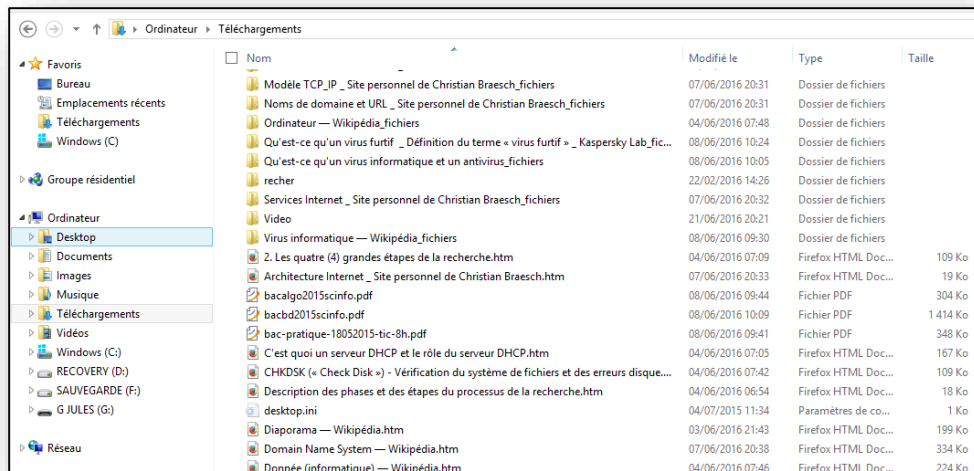 Ordinateur Téléchargements
Nom Modifié le Type Taille
Favoris
Bureau
Emplacements récents
Téléchargements
Windows (C)
Groupe résidentiel
Ordinateur
Desktop
Documents
Images
Musique
Téléchargements
Vidéos
Windows (C:)
RECOVERY (D:)
SAUVEGARDE (F:)
G JULES (G:)
Réseau
Modèle TCP_IP _ Site personnel de Christian Braesch_fichiers 07/06/2016 20:31 Dossier de fichiers
Noms de domaine et URL _ Site personnel de Christian Braesch_fichiers 07/06/2016 20:31 Dossier de fichiers
Ordinateur — Wikipédia_fichiers 04/06/2016 07:48 Dossier de fichiers
Qu'est-ce qu'un virus furtif _ Définition du terme « virus furtif » _ Kaspersky Lab_fic... 08/06/2016 10:24 Dossier de fichiers
Qu'est-ce qu'un virus informatique et un antivirus_fichiers 08/06/2016 10:05 Dossier de fichiers
recher 22/02/2016 14:26 Dossier de fichiers
Services Internet _ Site personnel de Christian Braesch_fichiers 07/06/2016 20:32 Dossier de fichiers
Video 21/06/2016 20:21 Dossier de fichiers
Virus informatique — Wikipédia_fichiers 08/06/2016 09:30 Dossier de fichiers
2. Les quatre (4) grandes étapes de la recherche.htm 04/06/2016 07:09 Firefox HTML Doc... 109 Ko
Architecture Internet _ Site personnel de Christian Braesch.htm 07/06/2016 20:33 Firefox HTML Doc... 19 Ko
bacalgo2015scinfo.pdf 08/06/2016 09:44 Fichier PDF 304 Ko
bacbd2015scinfo.pdf 08/06/2016 10:09 Fichier PDF 1 414 Ko
bac-pratique-18052015-tic-8h.pdf 08/06/2016 09:41 Fichier PDF 348 Ko
C'est quoi un serveur DHCP et le rôle du serveur DHCP.htm 04/06/2016 07:05 Firefox HTML Doc... 167 Ko
CHKDSK (« Check Disk ») - Vérification du système de fichiers et des erreurs disque.... 04/06/2016 07:42 Firefox HTML Doc... 109 Ko
Description des phases et des étapes du processus de la recherche.htm 04/06/2016 06:54 Firefox HTML Doc... 18 Ko
desktop.ini 04/07/2015 11:34 Paramètres de co... 1 Ko
Diaporama — Wikipédia.htm 03/06/2016 21:43 Firefox HTML Doc... 199 Ko
Domain Name System — Wikipédia.htm 07/06/2016 20:38 Firefox HTML Doc... 334 Ko
Donnée (informatique) — Wikipédia.htm 04/06/2016 07:46 Firefox HTML Doc... 224 Ko